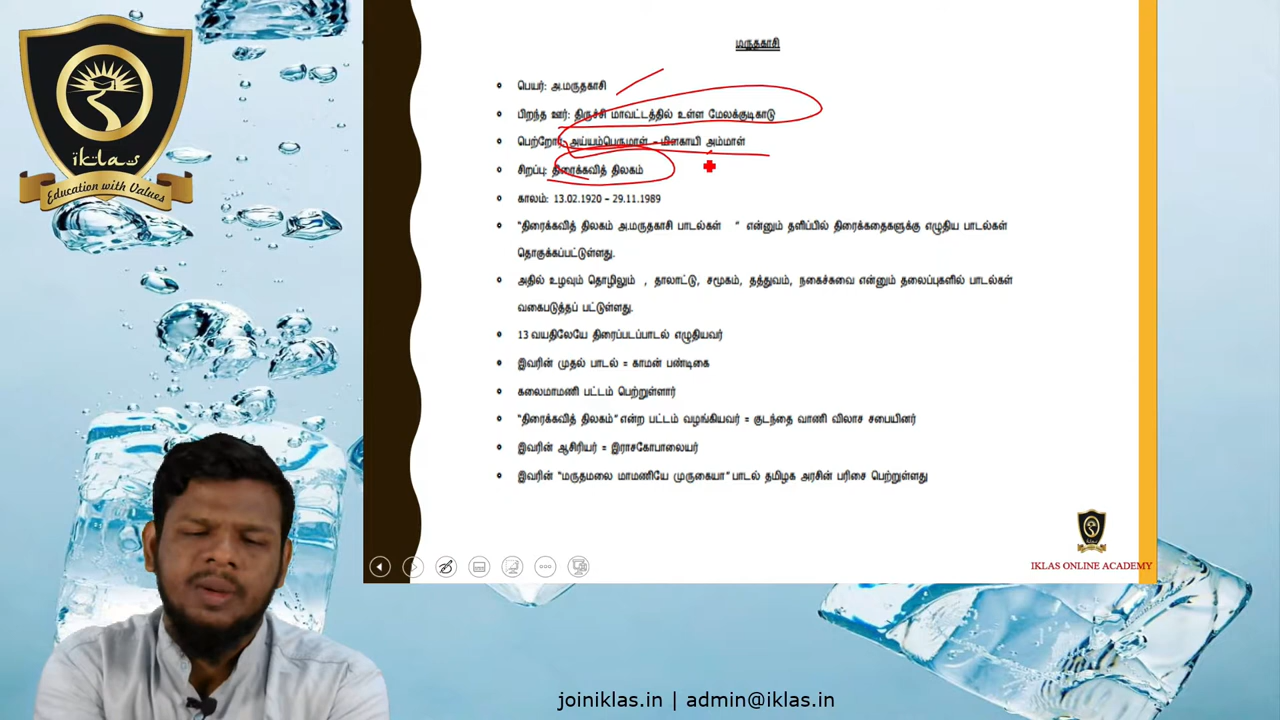 iklas
Education with Values
மருதகாசி
பெயர்: அ.மருதகாசி
பிறந்த ஊர்: திருச்சி மாவட்டத்தில் உள்ள மேலக்குடிகாடு
பெற்றோர்: அய்யம்பெருமாள் – மிளகாயி அம்மாள்
சிறப்பு: திரைக்கவித் திலகம்
காலம்: 13.02.1920 – 29.11.1989
"திரைக்கவித் திலகம் அ.மருதகாசி பாடல்கள் " என்னும் தளிப்பில் திரைக்கதைகளுக்கு எழுதிய பாடல்கள்
தொகுக்கப்பட்டுள்ளது.
அதில் உழவும் தொழிலும் , தாலாட்டு, சமூகம், தத்துவம், நகைச்சுவை என்னும் தலைப்புகளில் பாடல்கள்
வகைபடுத்தப் பட்டுள்ளது.
13 வயதிலேயே திரைப்படப்பாடல் எழுதியவர்
இவரின் முதல் பாடல் = காமன் பண்டிகை
கலைமாமணி பட்டம் பெற்றுள்ளார்
"திரைக்கவித் திலகம்" என்ற பட்டம் வழங்கியவர் = குடந்தை வாணி விலாச சபையினர்
இவரின் ஆசிரியர் = இராசகோபாலையர்
இவரின் "மருதமலை மாமணியே முருகையா" பாடல் தமிழக அரசின் பரிசை பெற்றுள்ளது
IKLAS ONLINE ACADEMY
joiniklas.in | admin@iklas.in